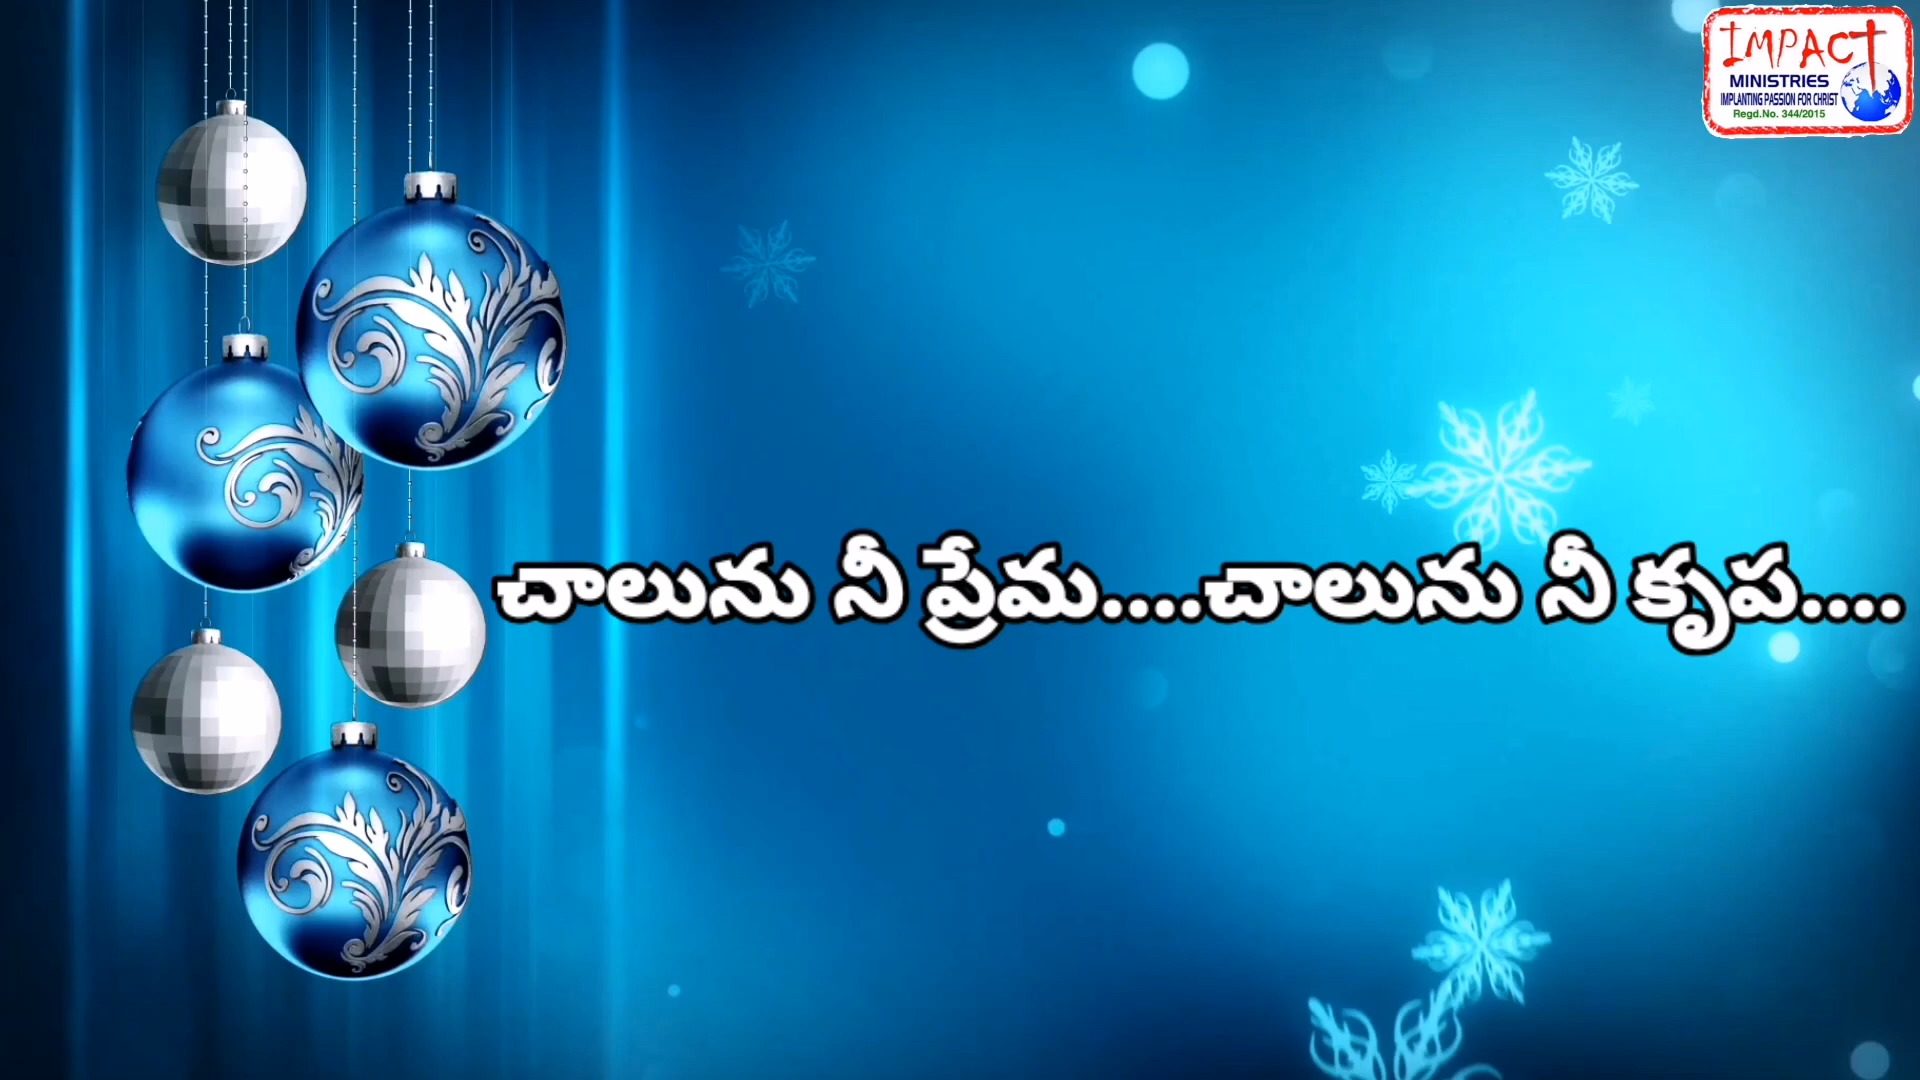 IMPACT
MINISTRIES
IMPLANTING PASSION FOR CHRIST
Regd.No. 344/2015
చాలును నీ ప్రేమ....చాలును నీ కృప....